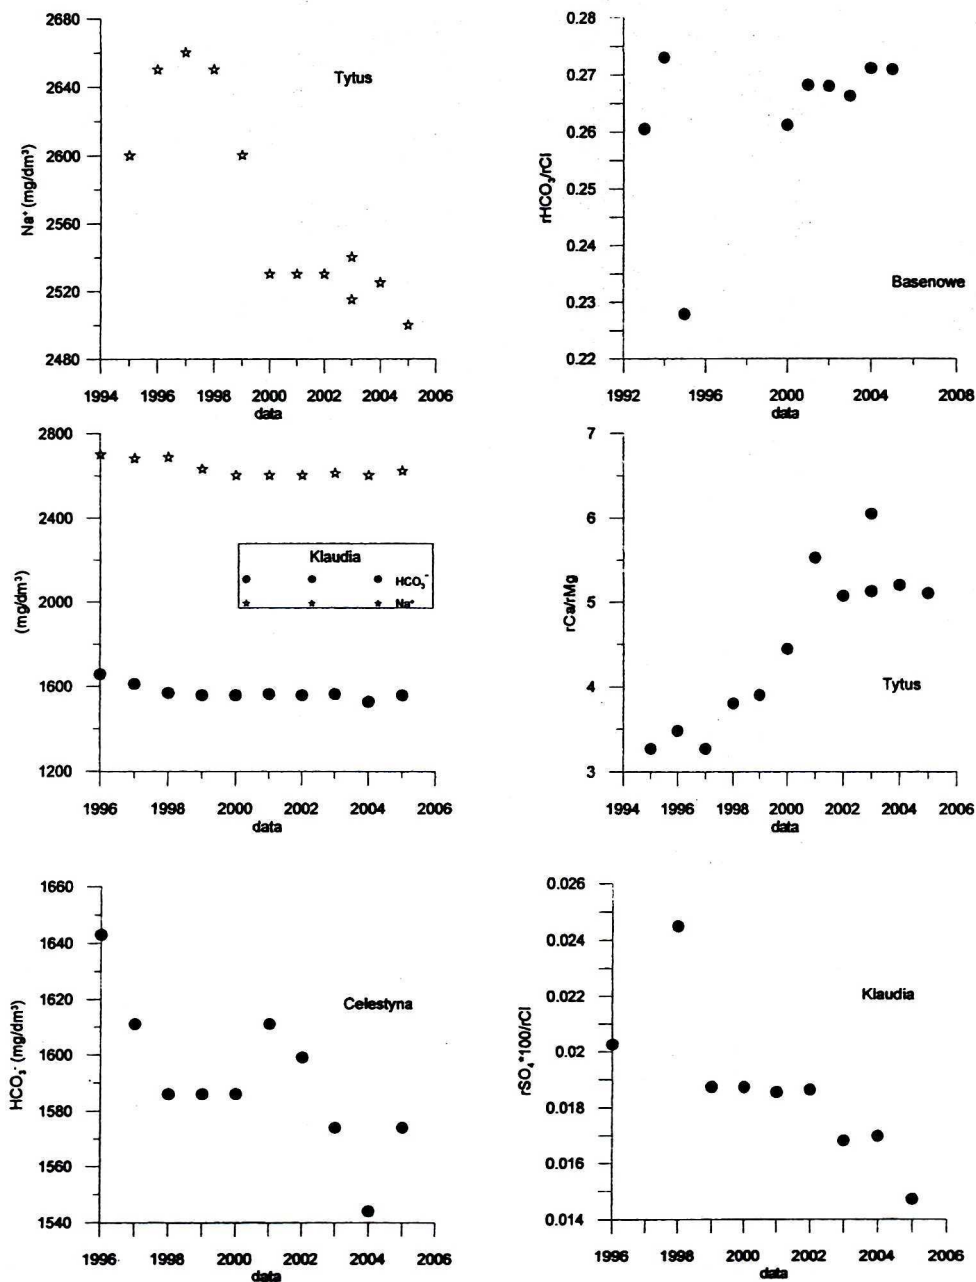 2680
2640
2600
2560
2520
2480
Na⁺ (mg/dm³)
Tytus
1994 1996 1998 2000 2002 2004 2006
data
0.28
0.27
0.26
0.25
0.24
0.23
0.22
rHCO₃/rCl
Basenowe
1992 1996 2000 2004 2008
data
2800
2400
2000
1600
1200
(mg/dm³)
Klaudia
HCO₃⁻
Na⁺
1996 1998 2000 2002 2004 2006
data
7
6
5
4
3
rCa/rMg
Tytus
1994 1996 1998 2000 2002 2004 2006
data
1660
1640
1620
1600
1580
1560
1540
HCO₃⁻ (mg/dm³)
Celestyna
1996 1998 2000 2002 2004 2006
data
0.026
0.024
0.022
0.02
0.018
0.016
0.014
rSO₄*100/rCl
Klaudia
1996 1998 2000 2002 2004 2006
data